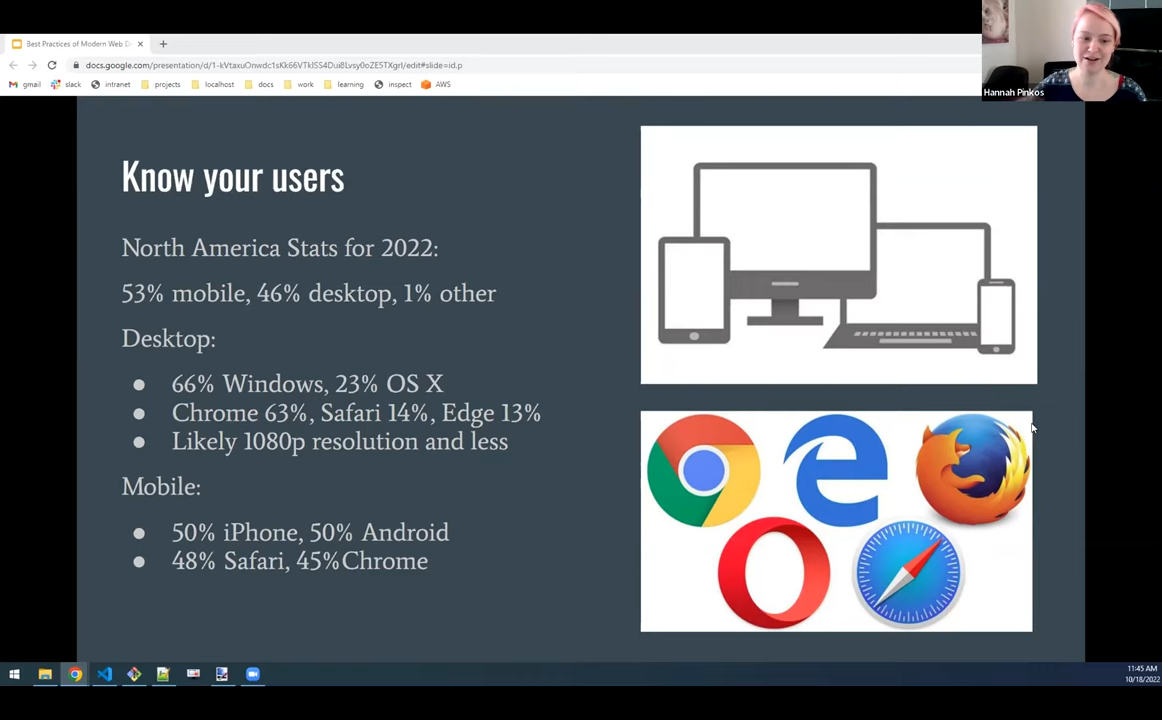 Best Practices of Modern Web D
docs.google.com/presentation/d/1-kVtaxuOnwdc1sKk66VTkISS4Dui8Lvsy0oZE5TXgrI/edit#slide=id.p
gmail slack intranet projects localhost docs work learning inspect AWS
Hannah Pinkos
Know your users
North America Stats for 2022:
53% mobile, 46% desktop, 1% other
Desktop:
● 66% Windows, 23% OS X
● Chrome 63%, Safari 14%, Edge 13%
● Likely 1080p resolution and less
Mobile:
● 50% iPhone, 50% Android
● 48% Safari, 45%Chrome
11:45 AM
10/18/2022